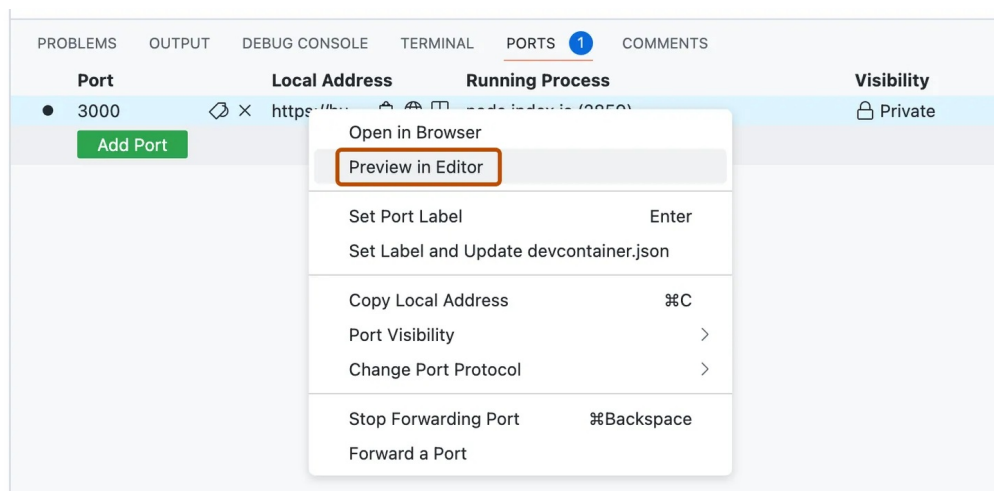 PROBLEMS OUTPUT DEBUG CONSOLE TERMINAL PORTS 1 COMMENTS
Port Local Address Running Process Visibility
3000 Private
Add Port
Open in Browser
Preview in Editor
Set Port Label Enter
Set Label and Update devcontainer.json
Copy Local Address ⌘C
Port Visibility
Change Port Protocol
Stop Forwarding Port ⌘Backspace
Forward a Port